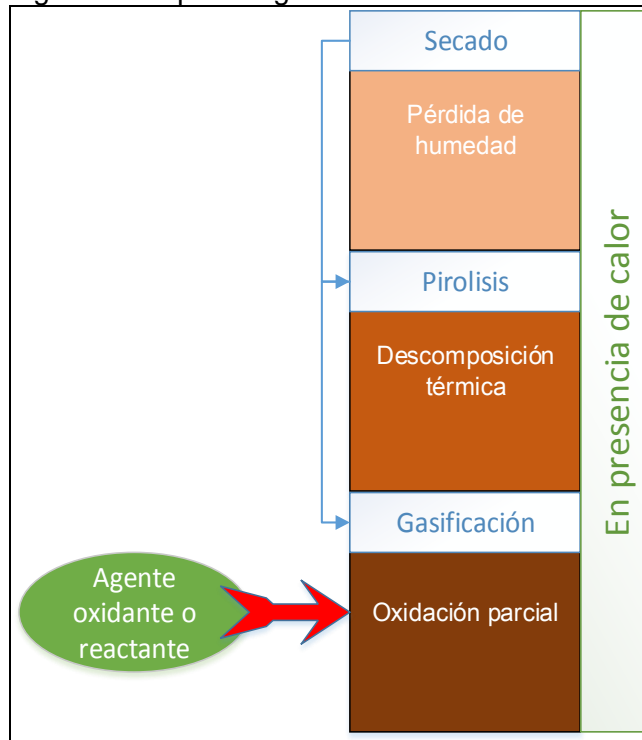 Secado
Pérdida de
humedad
Pirolisis
Descomposición
térmica
Gasificación
Agente
oxidante o
reactante
Oxidación parcial
En presencia de calor